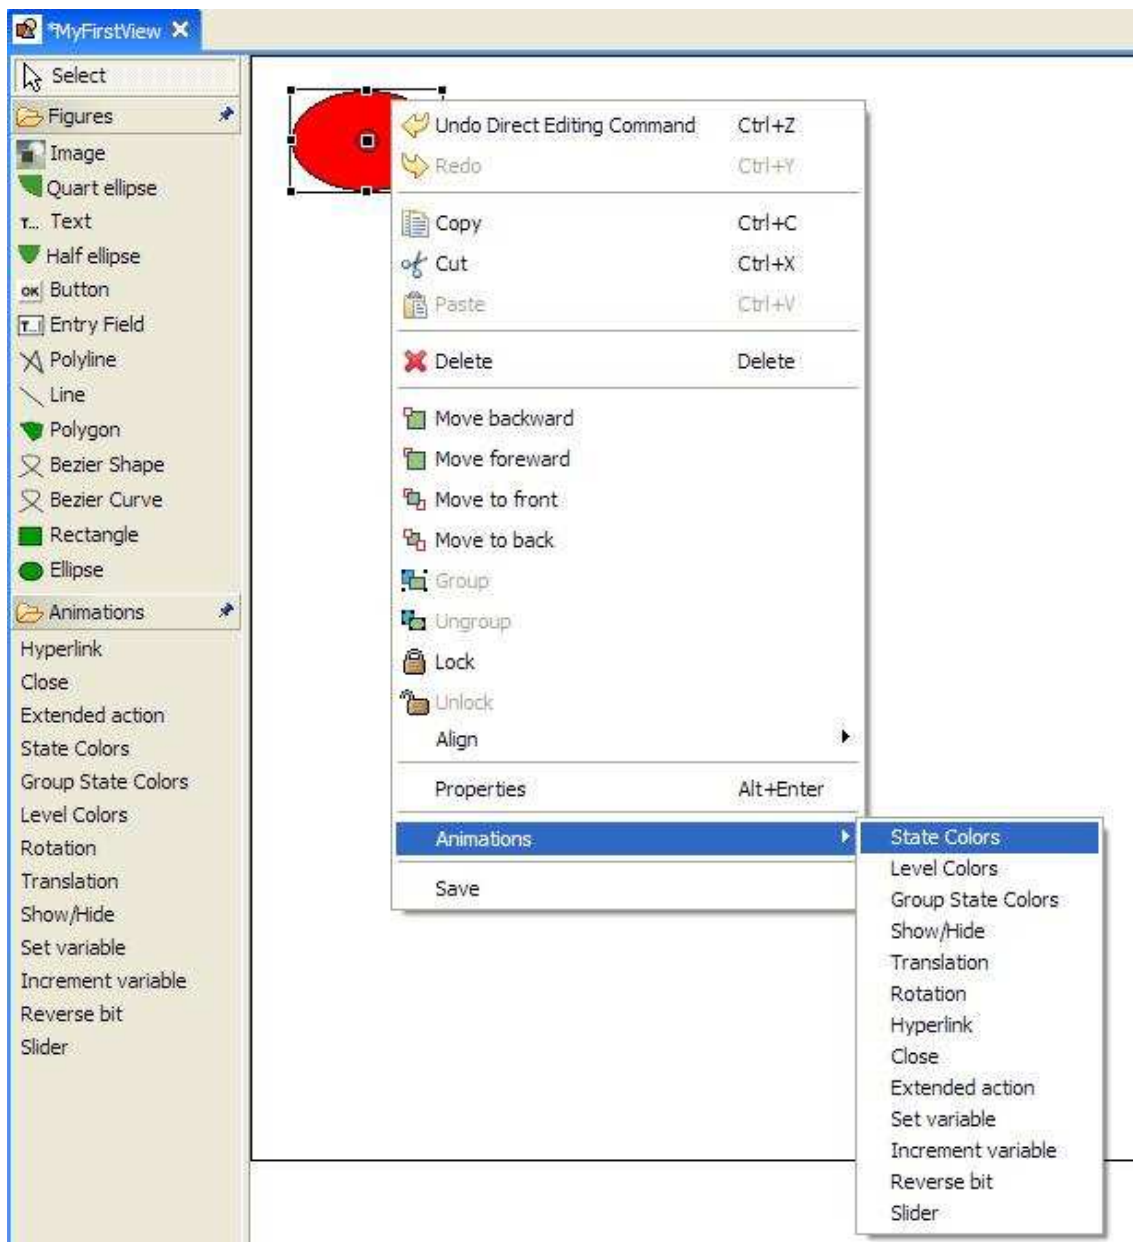 *MyFirstView
Select
Figures
Image
Quart ellipse
T... Text
Half ellipse
OK Button
T... Entry Field
Polyline
Line
Polygon
Bezier Shape
Bezier Curve
Rectangle
Ellipse
Animations
Hyperlink
Close
Extended action
State Colors
Group State Colors
Level Colors
Rotation
Translation
Show/Hide
Set variable
Increment variable
Reverse bit
Slider
Undo Direct Editing Command Ctrl+Z
Redo Ctrl+Y
Copy Ctrl+C
Cut Ctrl+X
Paste Ctrl+V
Delete Delete
Move backward
Move foreward
Move to front
Move to back
Group
Ungroup
Lock
Unlock
Align
Properties Alt+Enter
Animations
Save
State Colors
Level Colors
Group State Colors
Show/Hide
Translation
Rotation
Hyperlink
Close
Extended action
Set variable
Increment variable
Reverse bit
Slider